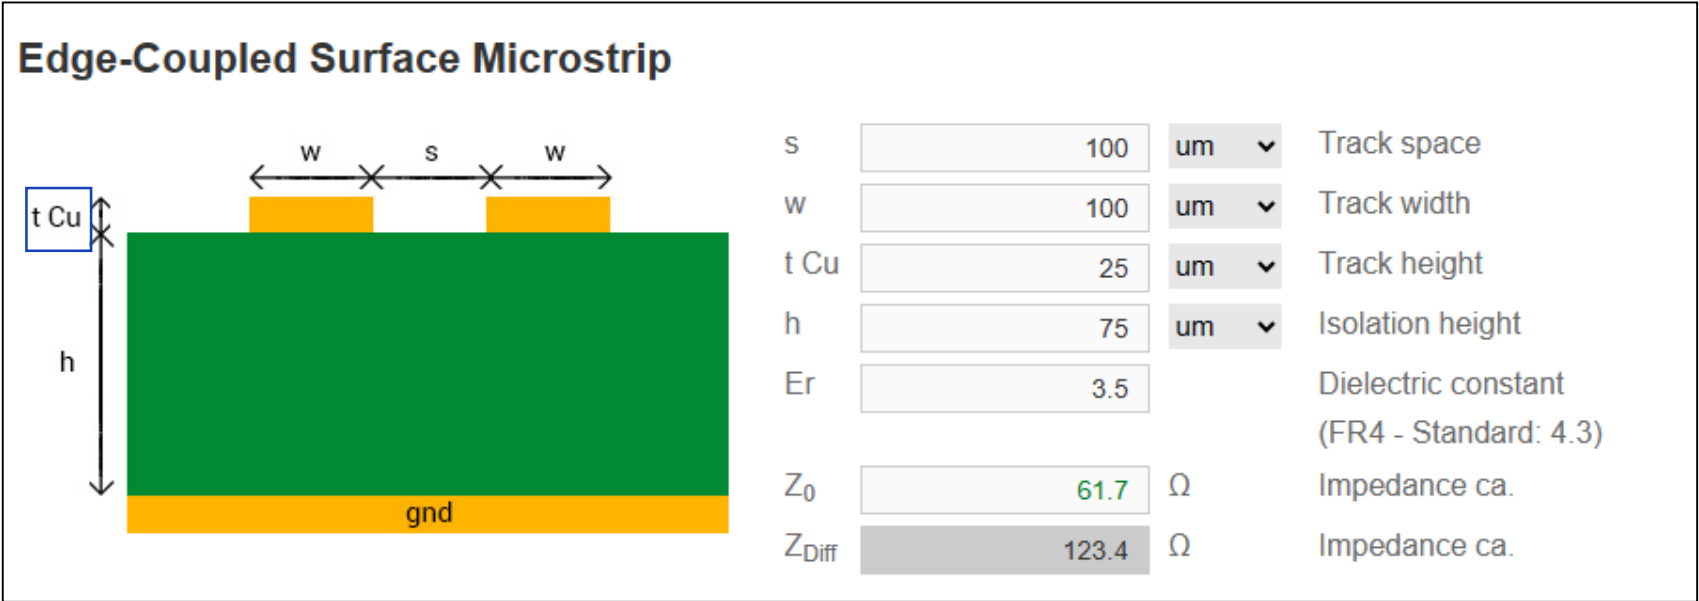 Edge-Coupled Surface Microstrip
w s w
t Cu
h
gnd
s 100 um Track space
w 100 um Track width
t Cu 25 um Track height
h 75 um Isolation height
Er 3.5 Dielectric constant
(FR4 - Standard: 4.3)
Z0 61.7 Ω Impedance ca.
ZDiff 123.4 Ω Impedance ca.